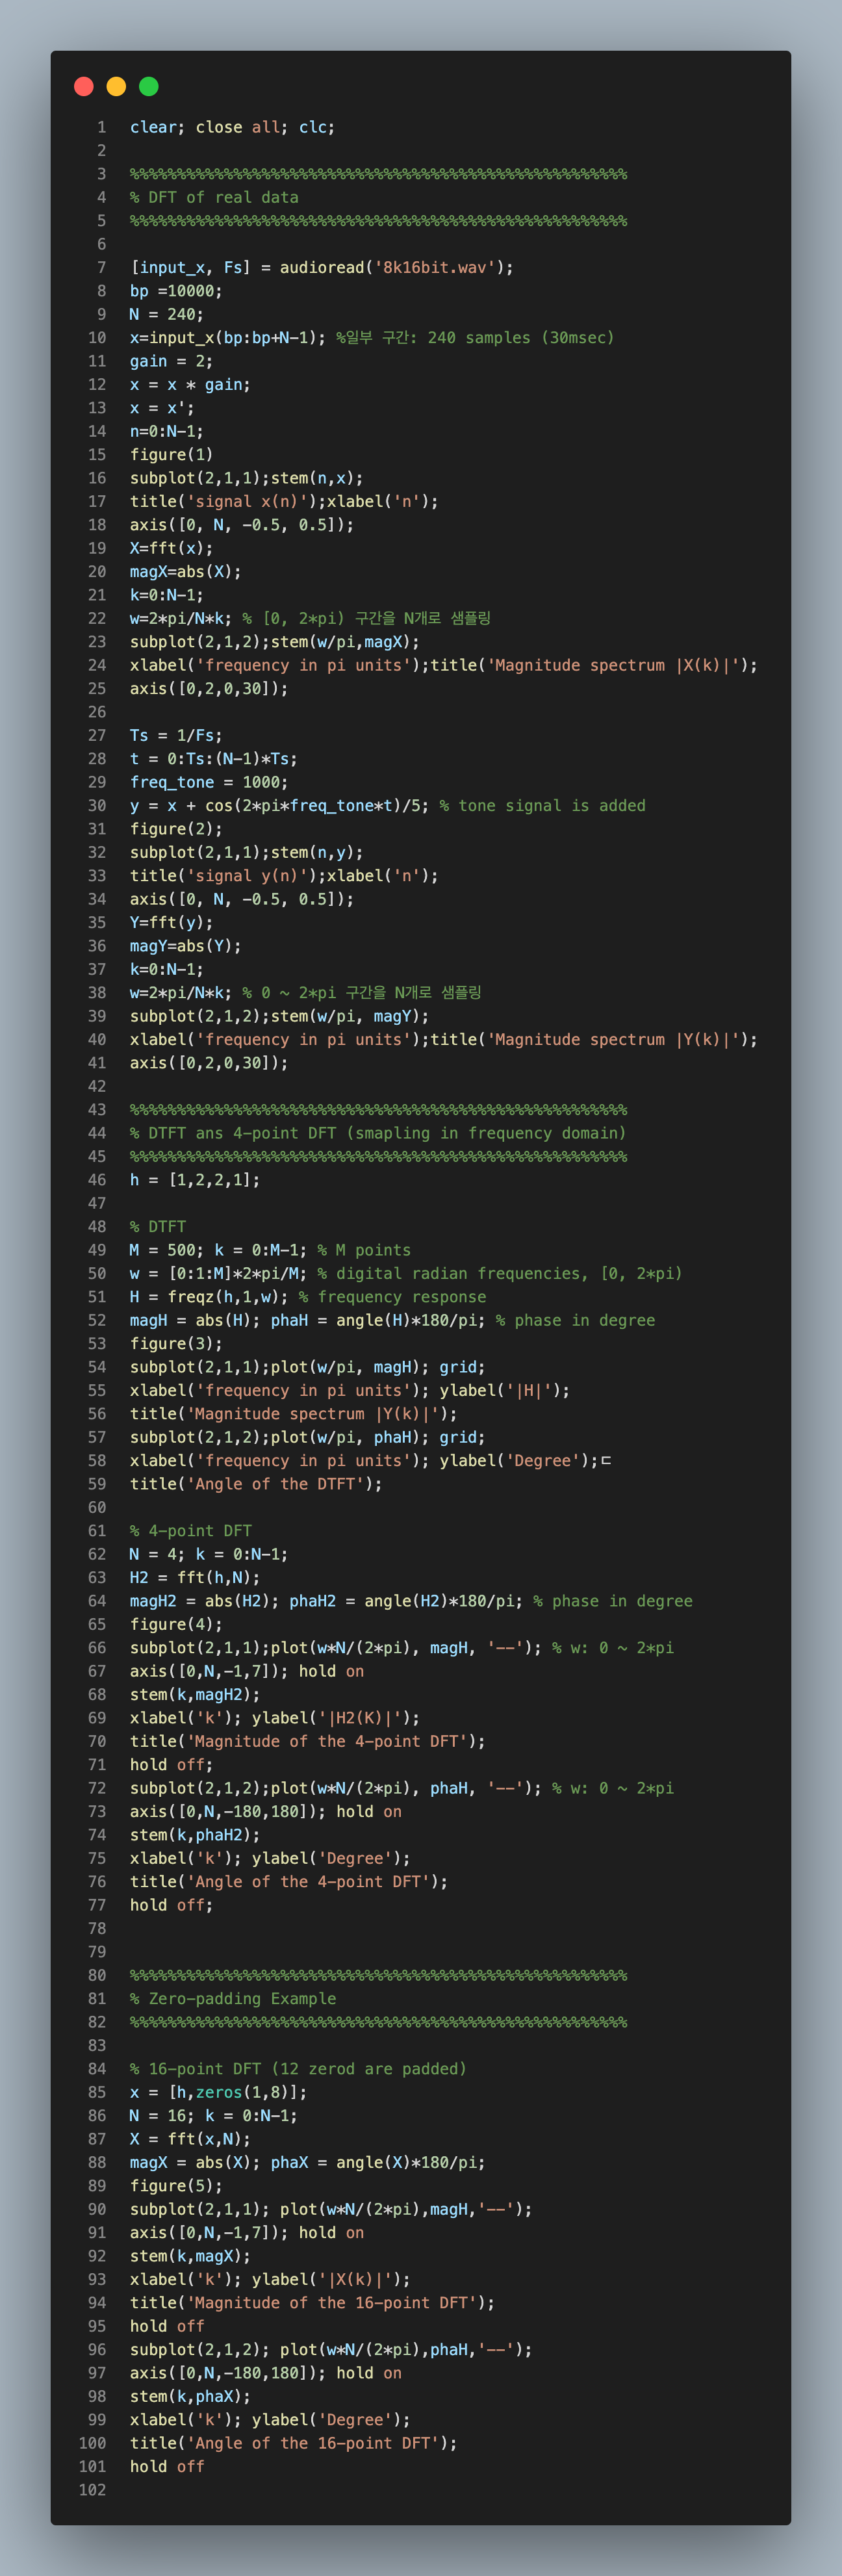 1 clear; close all; clc;
2
3 %%%%%%%%%%%%%%%%%%%%%%%%%%%%%%%%%%%%%%%%%%%%%%%%%%%%%
4 % DFT of real data
5 %%%%%%%%%%%%%%%%%%%%%%%%%%%%%%%%%%%%%%%%%%%%%%%%%%%%%
6
7 [input_x, Fs] = audioread('8k16bit.wav');
8 bp =10000;
9 N = 240;
10 x=input_x(bp:bp+N-1); %일부 구간: 240 samples (30msec)
11 gain = 2;
12 x = x * gain;
13 x = x';
14 n=0:N-1;
15 figure(1)
16 subplot(2,1,1);stem(n,x);
17 title('signal x(n)');xlabel('n');
18 axis([0, N, -0.5, 0.5]);
19 X=fft(x);
20 magX=abs(X);
21 k=0:N-1;
22 w=2*pi/N*k; % [0, 2*pi) 구간을 N개로 샘플링
23 subplot(2,1,2);stem(w/pi,magX);
24 xlabel('frequency in pi units');title('Magnitude spectrum |X(k)|');
25 axis([0,2,0,30]);
26
27 Ts = 1/Fs;
28 t = 0:Ts:(N-1)*Ts;
29 freq_tone = 1000;
30 y = x + cos(2*pi*freq_tone*t)/5; % tone signal is added
31 figure(2);
32 subplot(2,1,1);stem(n,y);
33 title('signal y(n)');xlabel('n');
34 axis([0, N, -0.5, 0.5]);
35 Y=fft(y);
36 magY=abs(Y);
37 k=0:N-1;
38 w=2*pi/N*k; % 0 ~ 2*pi 구간을 N개로 샘플링
39 subplot(2,1,2);stem(w/pi, magY);
40 xlabel('frequency in pi units');title('Magnitude spectrum |Y(k)|');
41 axis([0,2,0,30]);
42
43 %%%%%%%%%%%%%%%%%%%%%%%%%%%%%%%%%%%%%%%%%%%%%%%%%%%%%
44 % DTFT ans 4-point DFT (smapling in frequency domain)
45 %%%%%%%%%%%%%%%%%%%%%%%%%%%%%%%%%%%%%%%%%%%%%%%%%%%%%
46 h = [1,2,2,1];
47
48 % DTFT
49 M = 500; k = 0:M-1; % M points
50 w = [0:1:M]*2*pi/M; % digital radian frequencies, [0, 2*pi)
51 H = freqz(h,1,w); % frequency response
52 magH = abs(H); phaH = angle(H)*180/pi; % phase in degree
53 figure(3);
54 subplot(2,1,1);plot(w/pi, magH); grid;
55 xlabel('frequency in pi units'); ylabel('|H|');
56 title('Magnitude spectrum |Y(k)|');
57 subplot(2,1,2);plot(w/pi, phaH); grid;
58 xlabel('frequency in pi units'); ylabel('Degree');ㄷ
59 title('Angle of the DTFT');
60
61 % 4-point DFT
62 N = 4; k = 0:N-1;
63 H2 = fft(h,N);
64 magH2 = abs(H2); phaH2 = angle(H2)*180/pi; % phase in degree
65 figure(4);
66 subplot(2,1,1);plot(w*N/(2*pi), magH, '--'); % w: 0 ~ 2*pi
67 axis([0,N,-1,7]); hold on
68 stem(k,magH2);
69 xlabel('k'); ylabel('|H2(K)|');
70 title('Magnitude of the 4-point DFT');
71 hold off;
72 subplot(2,1,2);plot(w*N/(2*pi), phaH, '--'); % w: 0 ~ 2*pi
73 axis([0,N,-180,180]); hold on
74 stem(k,phaH2);
75 xlabel('k'); ylabel('Degree');
76 title('Angle of the 4-point DFT');
77 hold off;
78
79
80 %%%%%%%%%%%%%%%%%%%%%%%%%%%%%%%%%%%%%%%%%%%%%%%%%%%%%
81 % Zero-padding Example
82 %%%%%%%%%%%%%%%%%%%%%%%%%%%%%%%%%%%%%%%%%%%%%%%%%%%%%
83
84 % 16-point DFT (12 zerod are padded)
85 x = [h,zeros(1,8)];
86 N = 16; k = 0:N-1;
87 X = fft(x,N);
88 magX = abs(X); phaX = angle(X)*180/pi;
89 figure(5);
90 subplot(2,1,1); plot(w*N/(2*pi),magH,'--');
91 axis([0,N,-1,7]); hold on
92 stem(k,magX);
93 xlabel('k'); ylabel('|X(k)|');
94 title('Magnitude of the 16-point DFT');
95 hold off
96 subplot(2,1,2); plot(w*N/(2*pi),phaH,'--');
97 axis([0,N,-180,180]); hold on
98 stem(k,phaX);
99 xlabel('k'); ylabel('Degree');
100 title('Angle of the 16-point DFT');
101 hold off
102